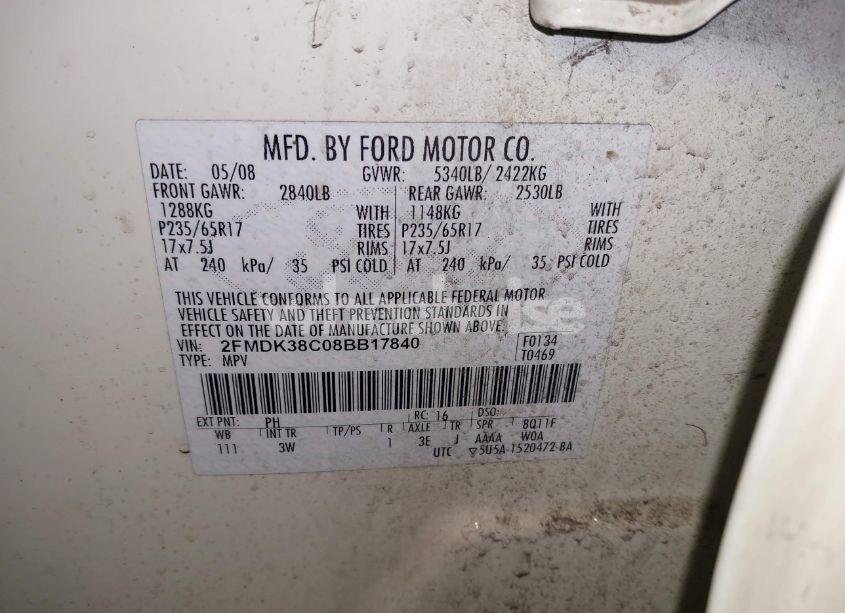 MFD. BY FORD MOTOR CO.
DATE: 05/08 GVWR: 5340LB/ 2422KG
FRONT GAWR: 2840LB REAR GAWR: 2530LB
1288KG WITH 1148KG WITH
P235/65R17 TIRES P235/65R17 TIRES
17x7.5J RIMS 17x7.5J RIMS
AT 240 kPa/ 35 PSI COLD AT 240 kPa/ 35 PSI COLD
THIS VEHICLE CONFORMS TO ALL APPLICABLE FEDERAL MOTOR
VEHICLE SAFETY AND THEFT PREVENTION STANDARDS IN
EFFECT ON THE DATE OF MANUFACTURE SHOWN ABOVE.
VIN: 2FMDK38C08BB17840 F0134
TYPE: MPV T0469
EXT PNT: PH RC: 16 DSO:
WB INT TR TP/PS R AXLE TR SPR 8Q11F
111 3W 1 3E J AAAA W0A
UTC ▽5U5A-1520472-BA